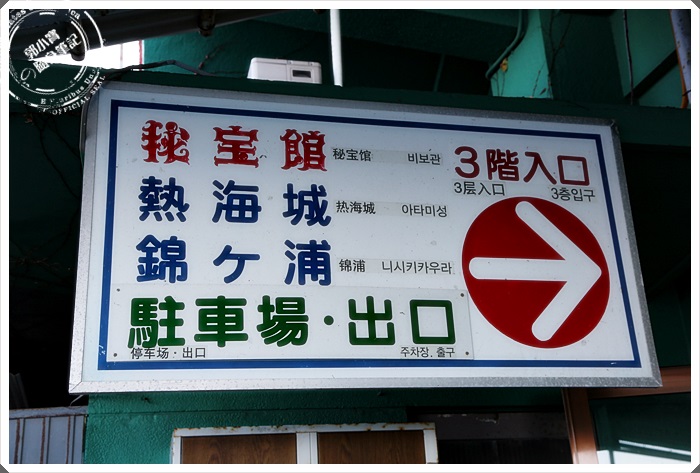 秘宝館 秘宝馆 비보관
熱海城 热海城 아타미성
錦ヶ浦 锦浦 니시키카우라
駐車場・出口
停车场・出口 주차장, 출구
3階入口
3层入口 3층입구